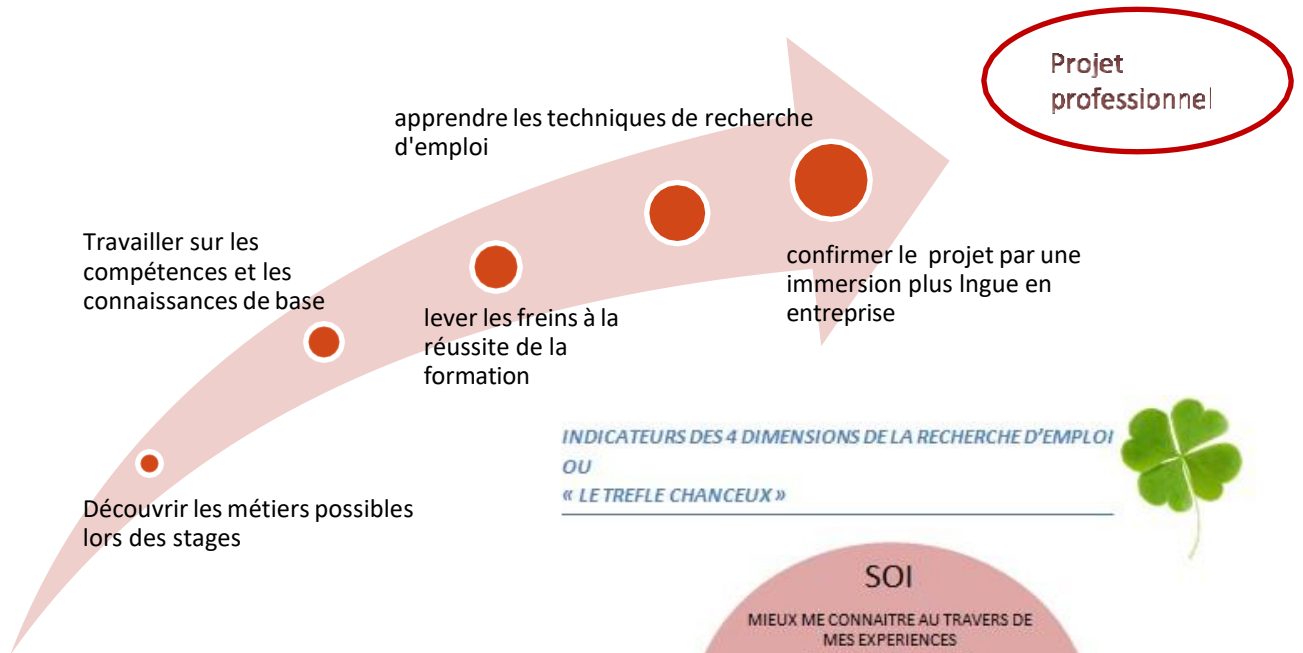 Projet
professionnel
apprendre les techniques de recherche
d'emploi
Travailler sur les
compétences et les
connaissances de base
confirmer le  projet par une
immersion plus lngue en
entreprise
lever les freins à la
réussite de la
formation
Découvrir les métiers possibles
lors des stages
INDICATEURS DES 4 DIMENSIONS DE LA RECHERCHE D'EMPLOI
OU
« LE TREFLE CHANCEUX »
SOI
MIEUX ME CONNAITRE AU TRAVERS DE
MES EXPERIENCES